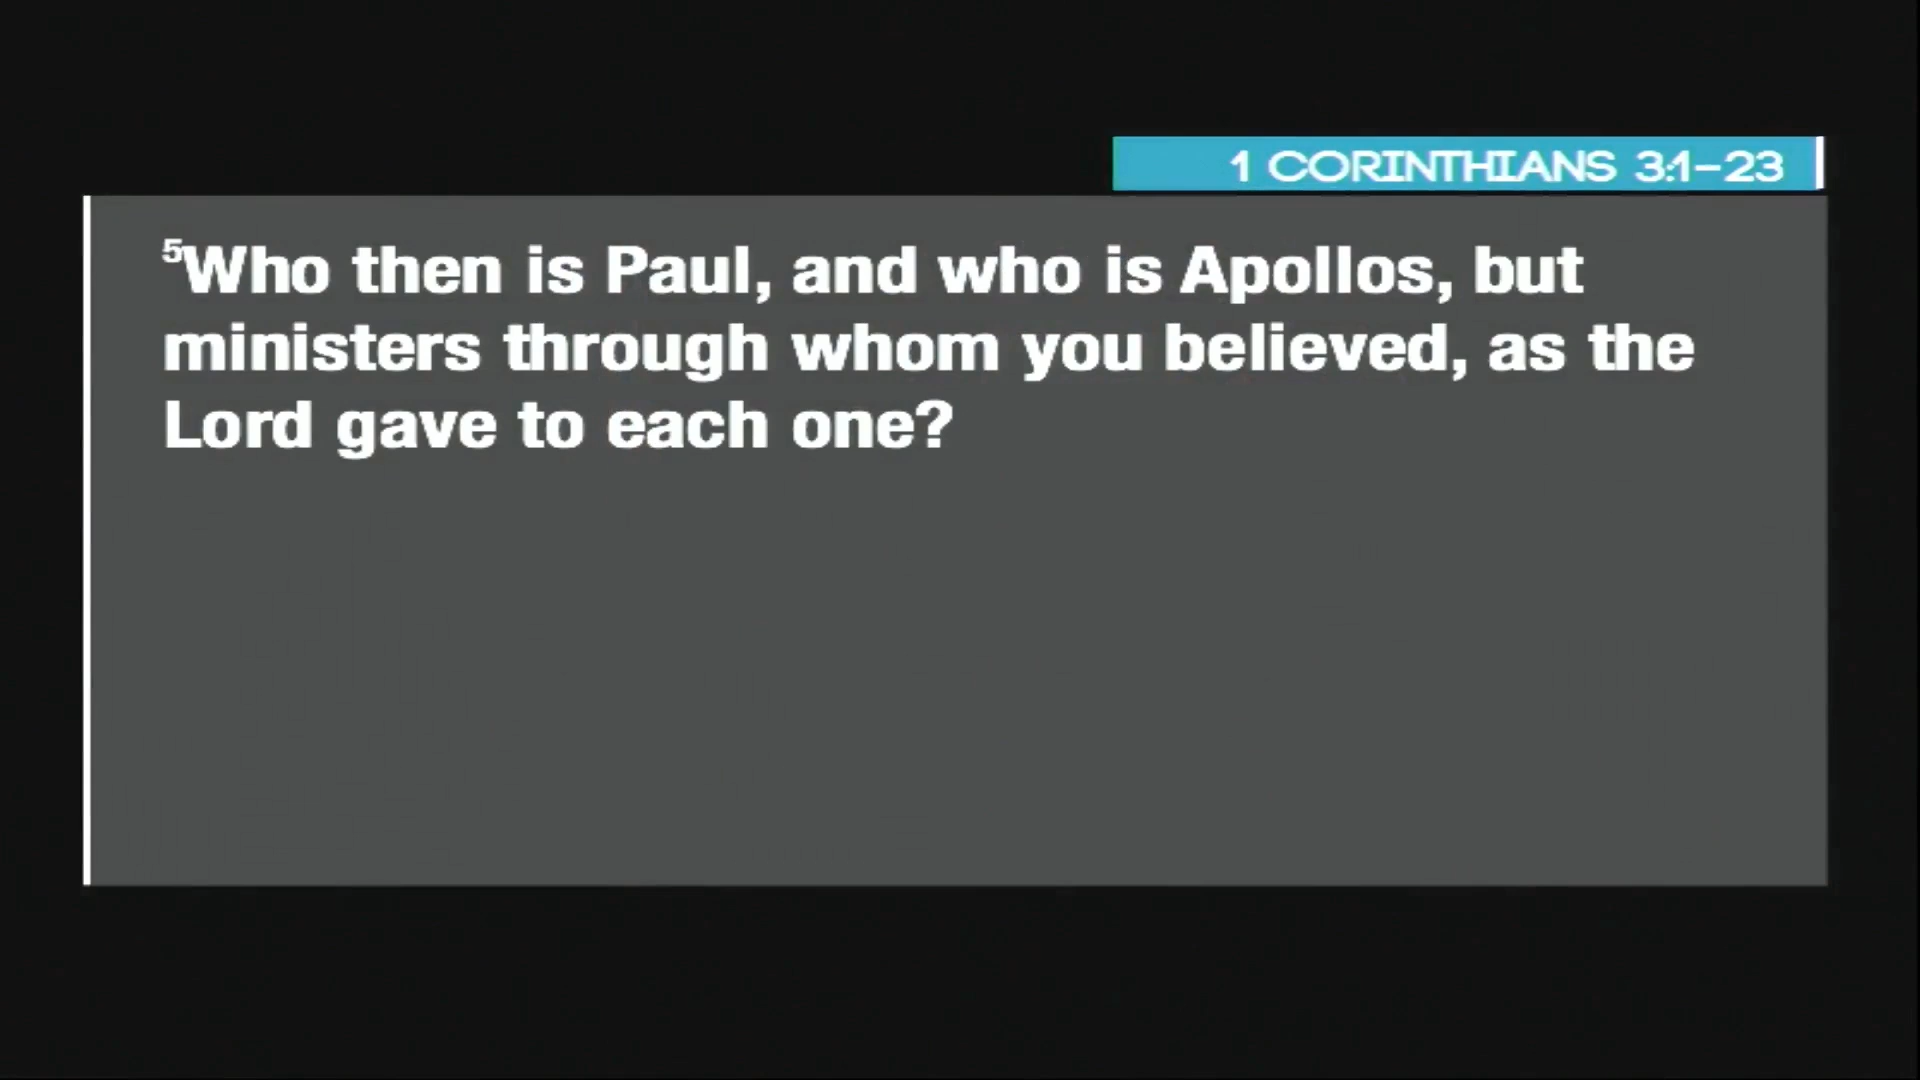 1 CORINTHIANS 3:1-23
5Who then is Paul, and who is Apollos, but
ministers through whom you believed, as the
Lord gave to each one?